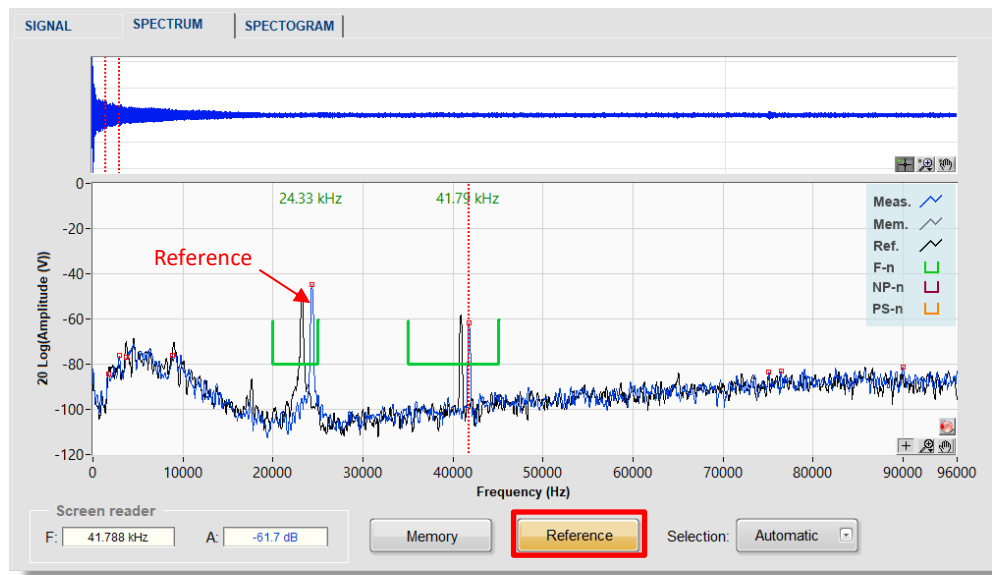 SIGNAL SPECTRUM SPECTOGRAM
0
24.33 kHz 41.79 kHz
Meas.
Mem.
Ref.
F-n
NP-n
PS-n
-20
Reference
-40
-60
-80
-100
-120
20 Log(Amplitude (V))
0 10000 20000 30000 40000 50000 60000 70000 80000 90000 96000
Frequency (Hz)
Screen reader
F: 41.788 kHz A: -61.7 dB Memory Reference Selection: Automatic